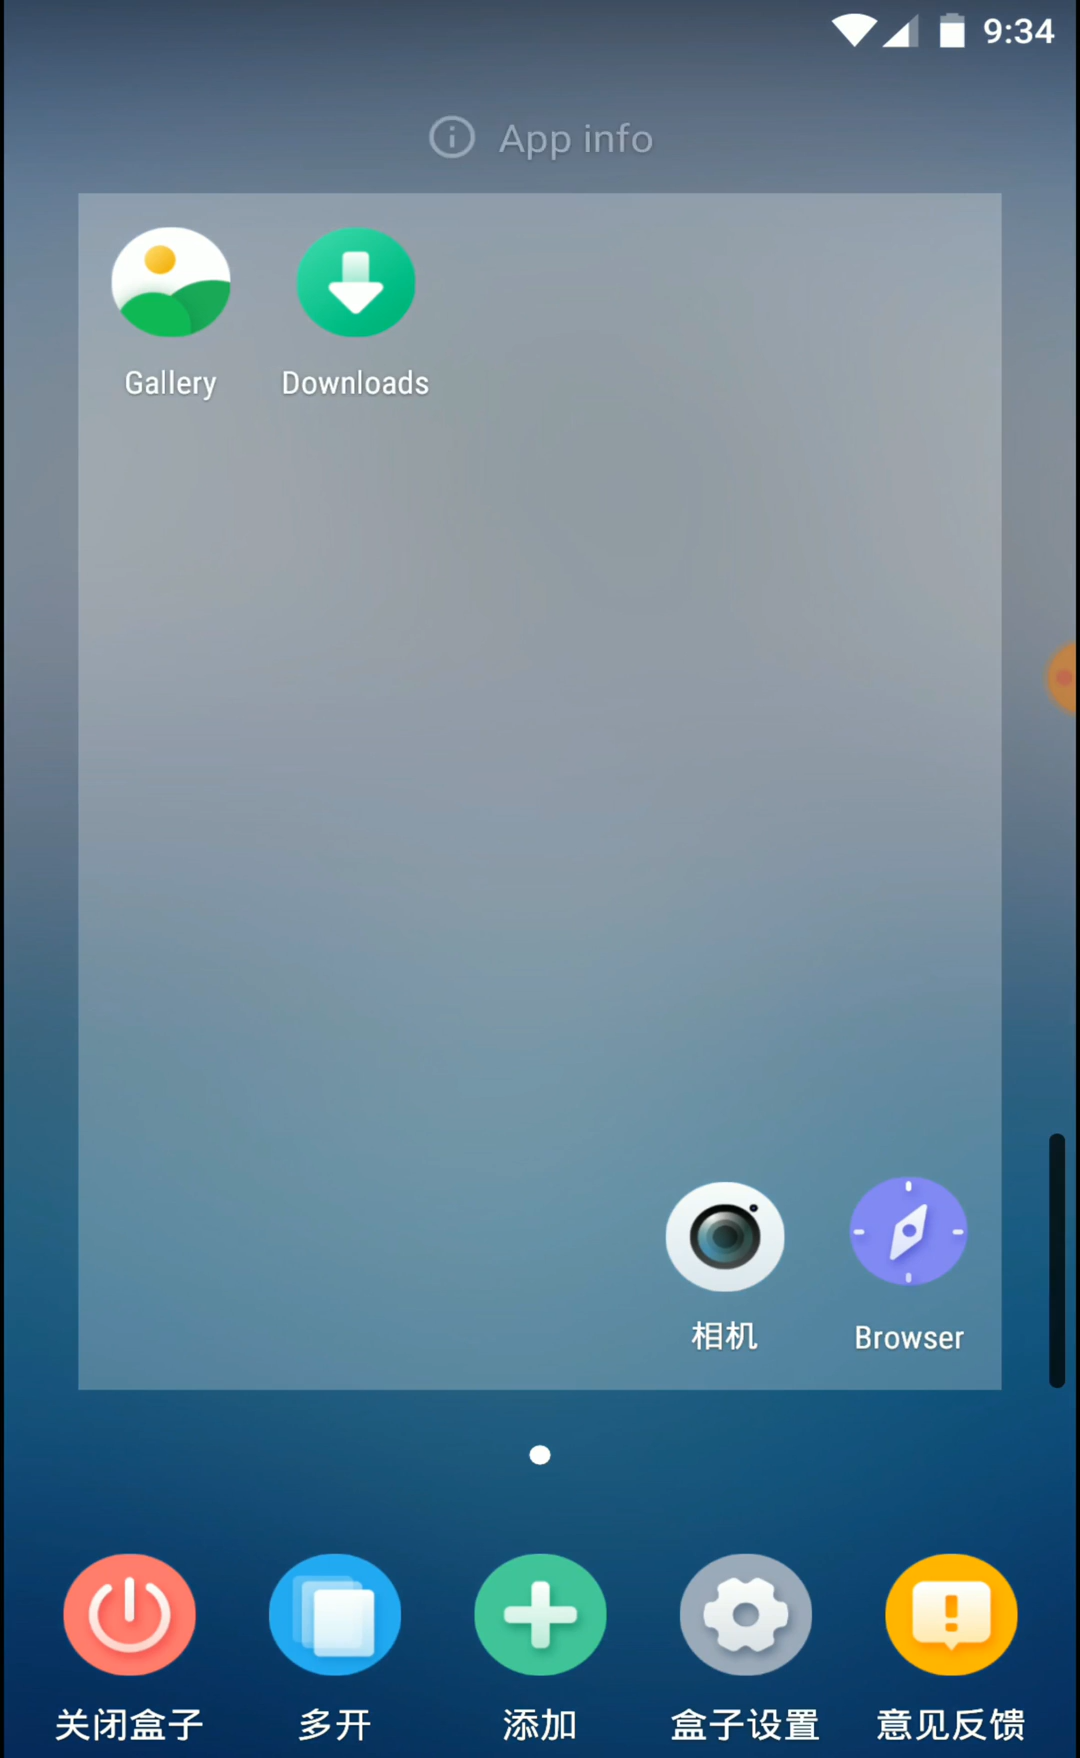 9:34
App info
Gallery
Downloads
相机
Browser
关闭盒子
多开
添加
盒子设置
意见反馈